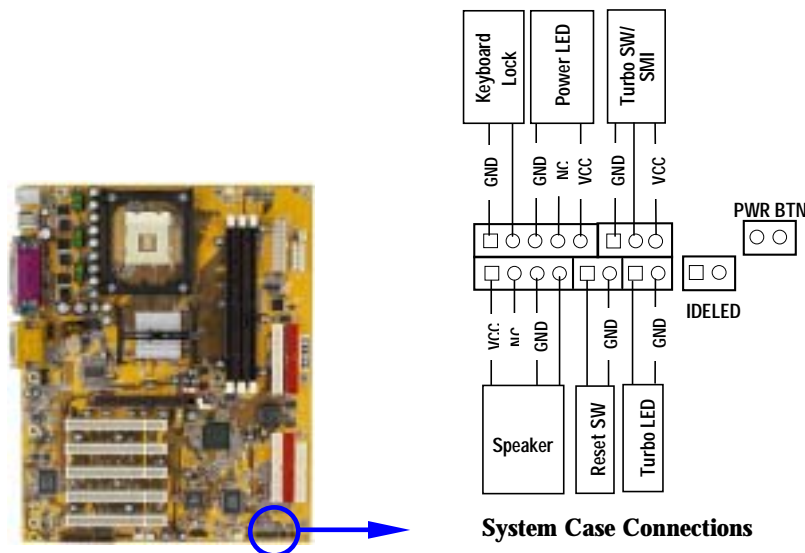 Keyboard
Lock
Power LED
Turbo SW/
SMI
GND
GND
NC
VCC
GND
VCC
PWR BTN
IDELED
VCC
NC
GND
GND
GND
Speaker
Reset SW
Turbo LED
System Case Connections